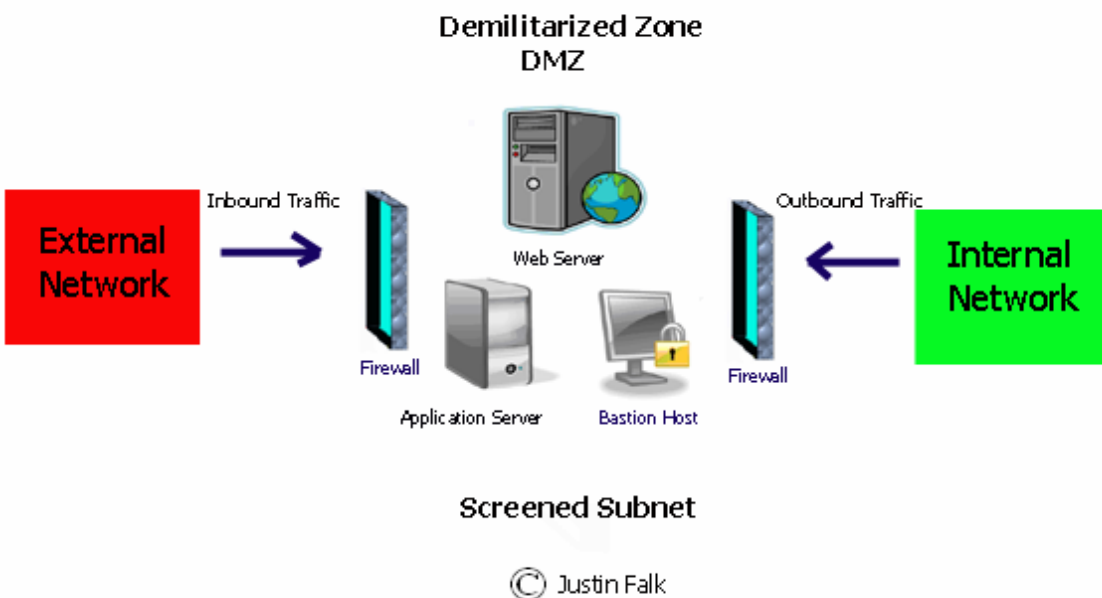 Demilitarized Zone
DMZ
Inbound Traffic
Outbound Traffic
External
Network
Internal
Network
Web Server
Firewall
Firewall
Application Server
Bastion Host
Screened Subnet
© Justin Falk